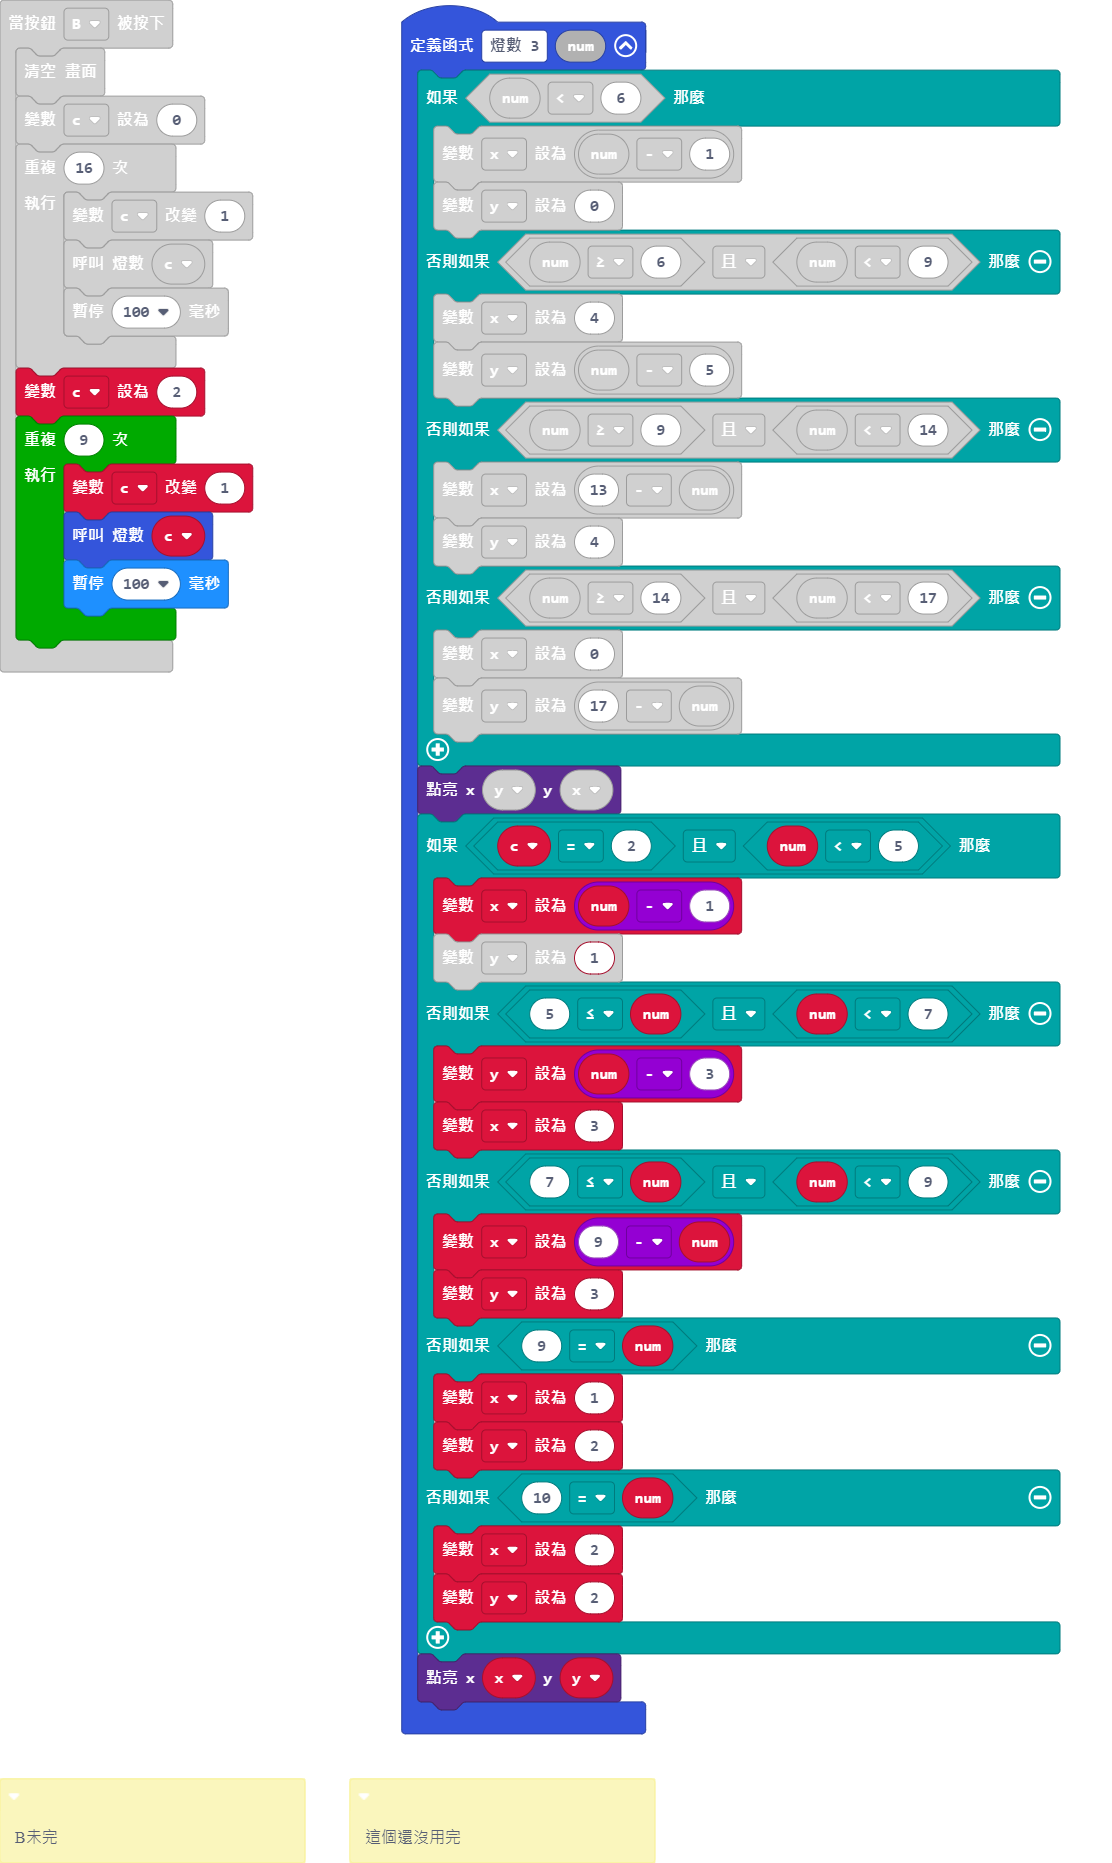 當按鈕 B 被按下
清空 畫面
變數 c 設為 0
重複 16 次
執行
變數 c 改變 1
呼叫 燈數 c
暫停 100 毫秒
變數 c 設為 2
重複 9 次
執行
變數 c 改變 1
呼叫 燈數 c
暫停 100 毫秒
定義函式 燈數 3 num
如果 num < 6 那麼
變數 x 設為 num - 1
變數 y 設為 0
否則如果 num ≥ 6 且 num < 9 那麼
變數 x 設為 4
變數 y 設為 num - 5
否則如果 num ≥ 9 且 num < 14 那麼
變數 x 設為 13 - num
變數 y 設為 4
否則如果 num ≥ 14 且 num < 17 那麼
變數 x 設為 0
變數 y 設為 17 - num
點亮 x y y x
如果 c = 2 且 num < 5 那麼
變數 x 設為 num - 1
變數 y 設為 1
否則如果 5 ≤ num 且 num < 7 那麼
變數 y 設為 num - 3
變數 x 設為 3
否則如果 7 ≤ num 且 num < 9 那麼
變數 x 設為 9 - num
變數 y 設為 3
否則如果 9 = num 那麼
變數 x 設為 1
變數 y 設為 2
否則如果 10 = num 那麼
變數 x 設為 2
變數 y 設為 2
點亮 x x y y
B未完
這個還沒用完